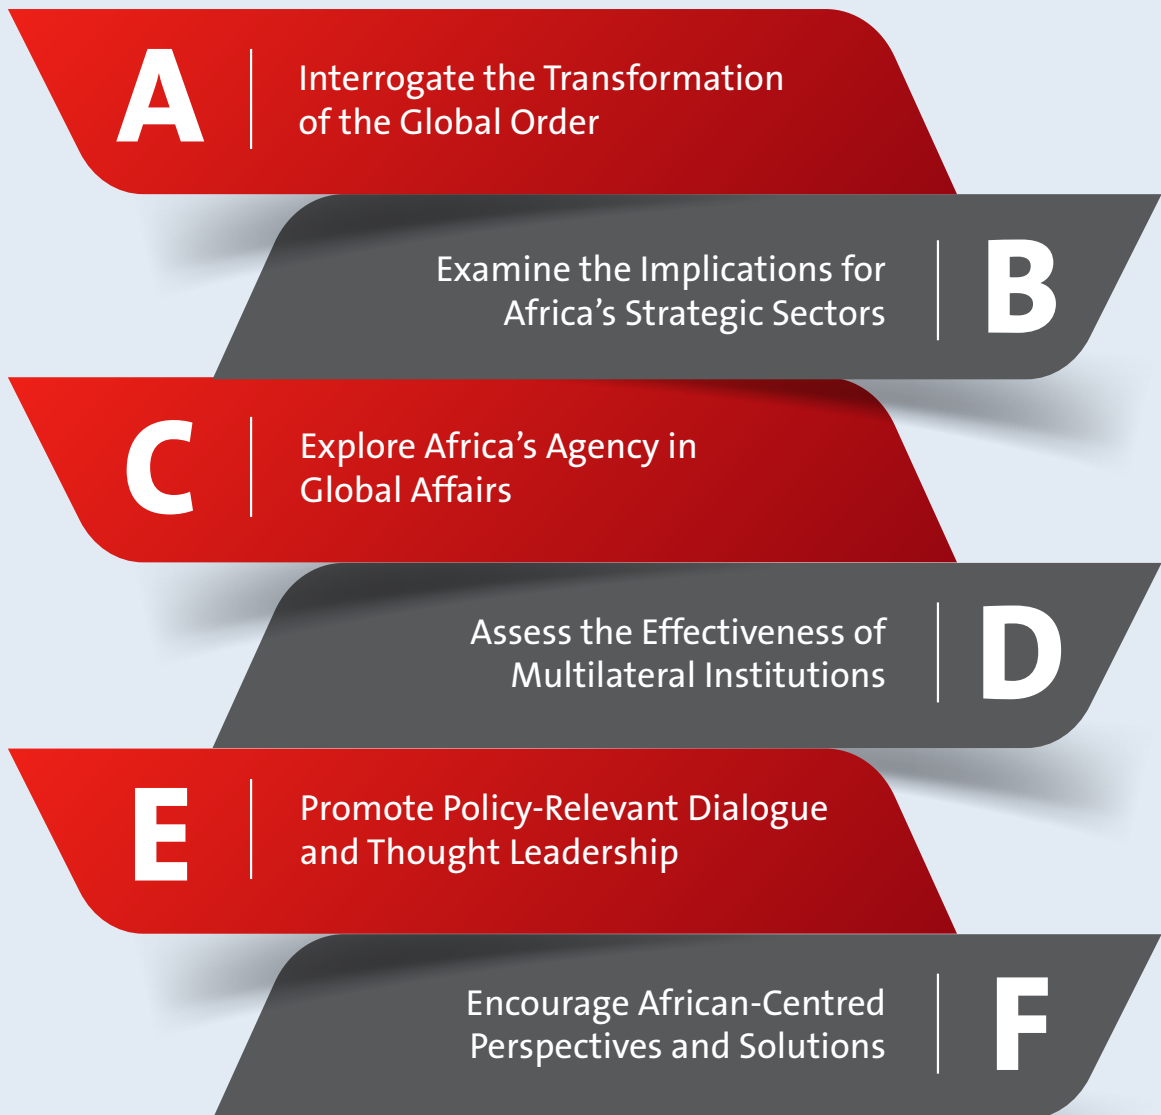 A
Interrogate the Transformation
of the Global Order
Examine the Implications for
Africa’s Strategic Sectors
B
C
Explore Africa’s Agency in
Global Affairs
Assess the Effectiveness of
Multilateral Institutions
D
E
Promote Policy-Relevant Dialogue
and Thought Leadership
Encourage African-Centred
Perspectives and Solutions
F